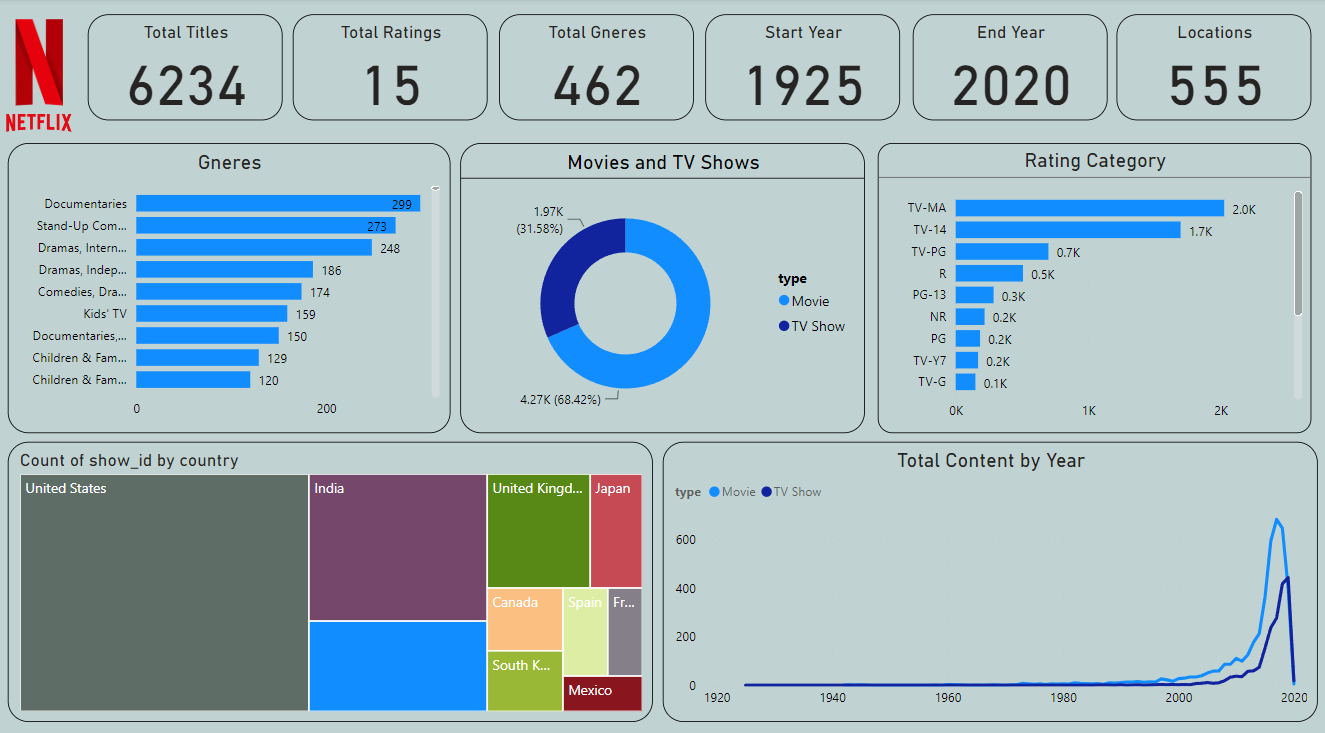 NETFLIX
Total Titles
6234
Total Ratings
15
Total Gneres
462
Start Year
1925
End Year
2020
Locations
555
Gneres
Documentaries
299
Stand-Up Com...
273
Dramas, Intern...
248
Dramas, Indep...
186
Comedies, Dra...
174
Kids' TV
159
Documentaries,...
150
Children & Fam...
129
Children & Fam...
120
0
200
Movies and TV Shows
1.97K
(31.58%)
4.27K (68.42%)
type
Movie
TV Show
Rating Category
TV-MA
2.0K
TV-14
1.7K
TV-PG
0.7K
R
0.5K
PG-13
0.3K
NR
0.2K
PG
0.2K
TV-Y7
0.2K
TV-G
0.1K
0K
1K
2K
Count of show_id by country
United States
India
United Kingd...
Japan
Canada
Spain
Fr...
South K...
Mexico
Total Content by Year
type Movie TV Show
600
400
200
0
1920
1940
1960
1980
2000
2020